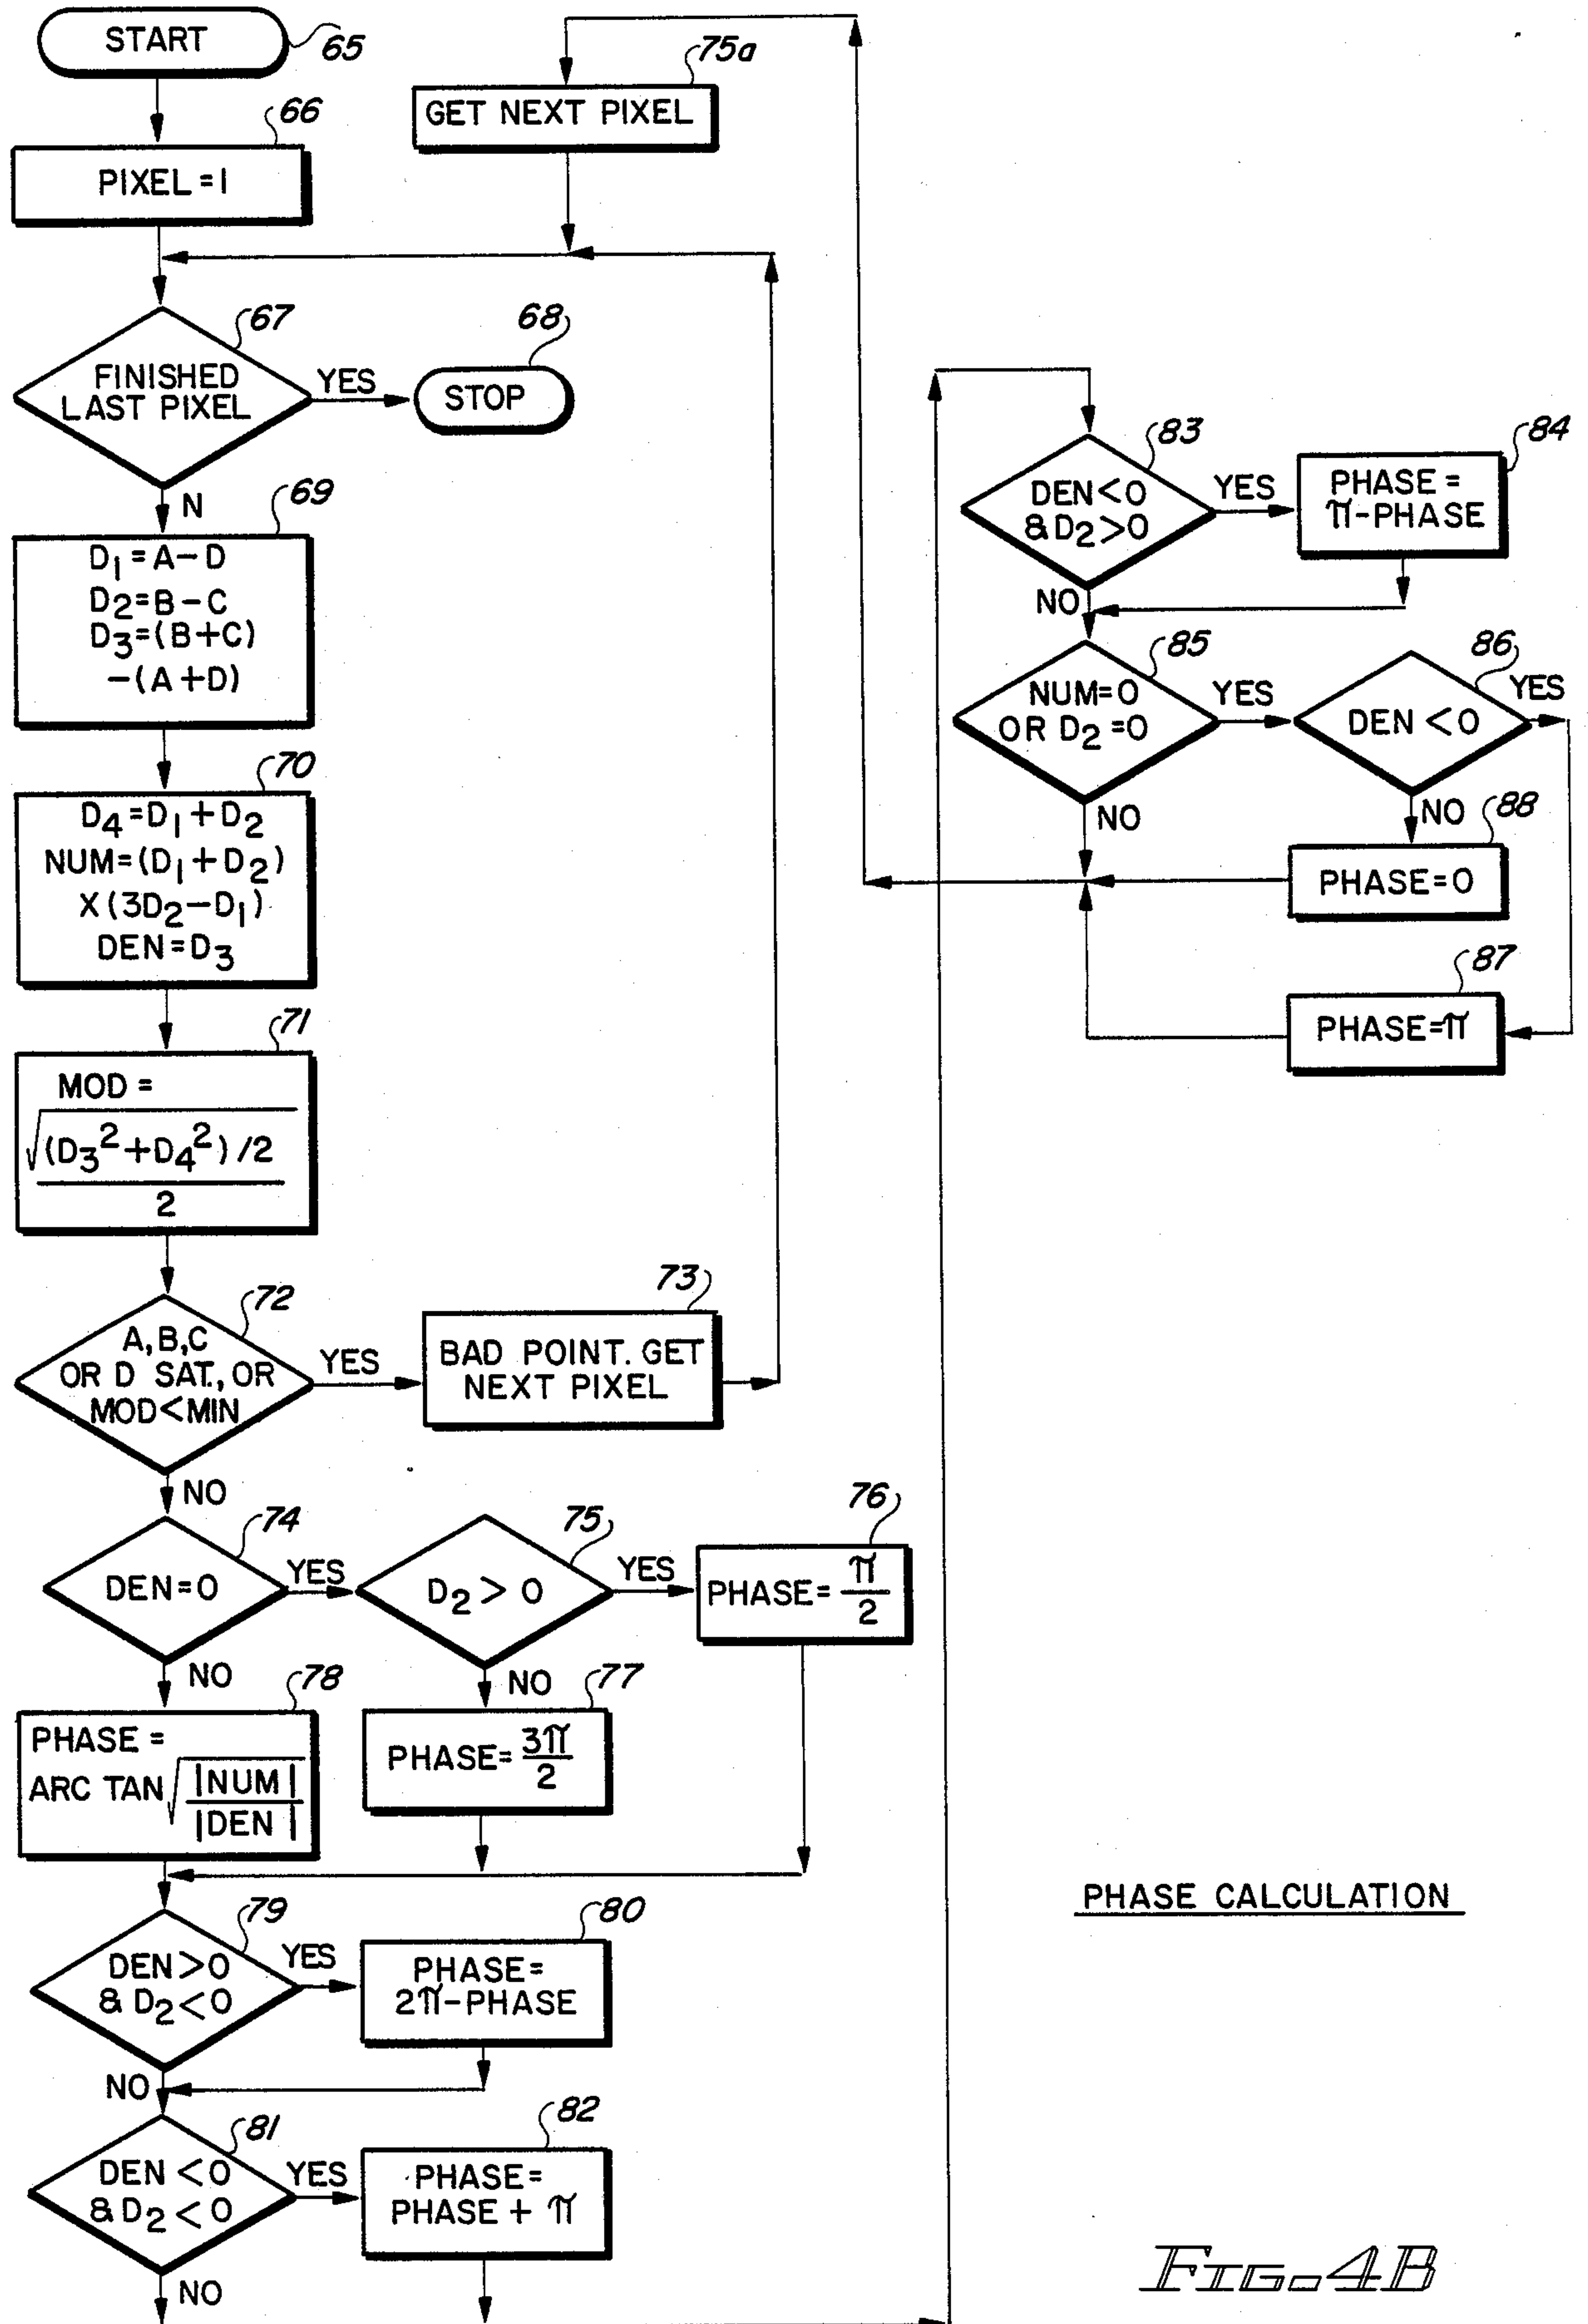 START
65
75a
GET NEXT PIXEL
66
PIXEL = 1
67
FINISHED
LAST PIXEL
YES
68
STOP
N
69
D₁ = A − D
D₂ = B − C
D₃ = (B+C)
−(A+D)
70
D₄ = D₁ + D₂
NUM = (D₁ + D₂)
X (3D₂ − D₁)
DEN = D₃
71
MOD =
√(D₃² + D₄²) / 2
2
72
A, B, C
OR D SAT., OR
MOD < MIN
YES
73
BAD POINT. GET
NEXT PIXEL
NO
74
DEN = 0
YES
75
D₂ > 0
YES
76
PHASE = π
2
NO
NO
77
PHASE = 3π
2
78
PHASE =
ARC TAN √|NUM|
|DEN|
79
DEN > 0
& D₂ < 0
YES
80
PHASE =
2π − PHASE
NO
81
DEN < 0
& D₂ < 0
YES
82
PHASE =
PHASE + π
NO
83
DEN < 0
& D₂ > 0
YES
84
PHASE =
π − PHASE
NO
85
NUM = 0
OR D₂ = 0
YES
86
DEN < 0
YES
NO
NO
88
PHASE = 0
87
PHASE = π
PHASE CALCULATION
FIG. 4B